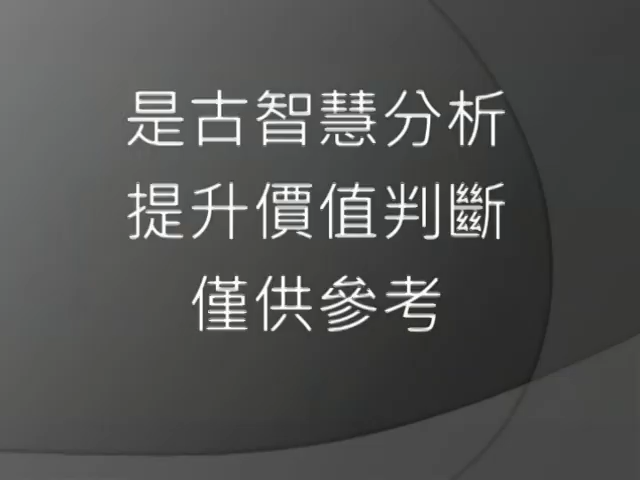 是古智慧分析
提升價值判斷
僅供參考